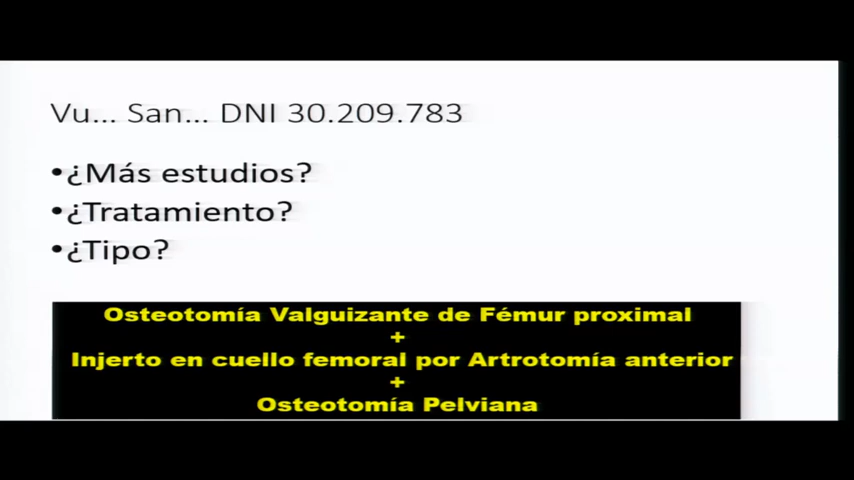 Vu... San... DNI 30.209.783
•¿Más estudios?
•¿Tratamiento?
•¿Tipo?
Osteotomía Valguizante de Fémur proximal
+
Injerto en cuello femoral por Artrotomía anterior
+
Osteotomía Pelviana